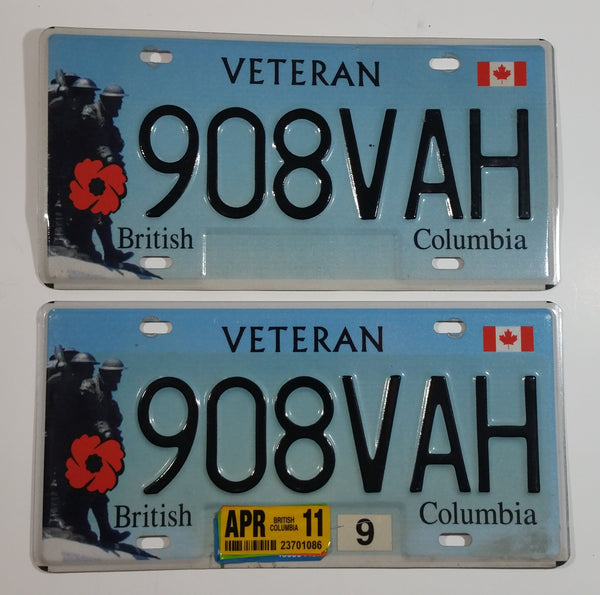 VETERAN
908VAH
British Columbia
VETERAN
908VAH
British Columbia
APR BRITISH COLUMBIA 11 9
23701086